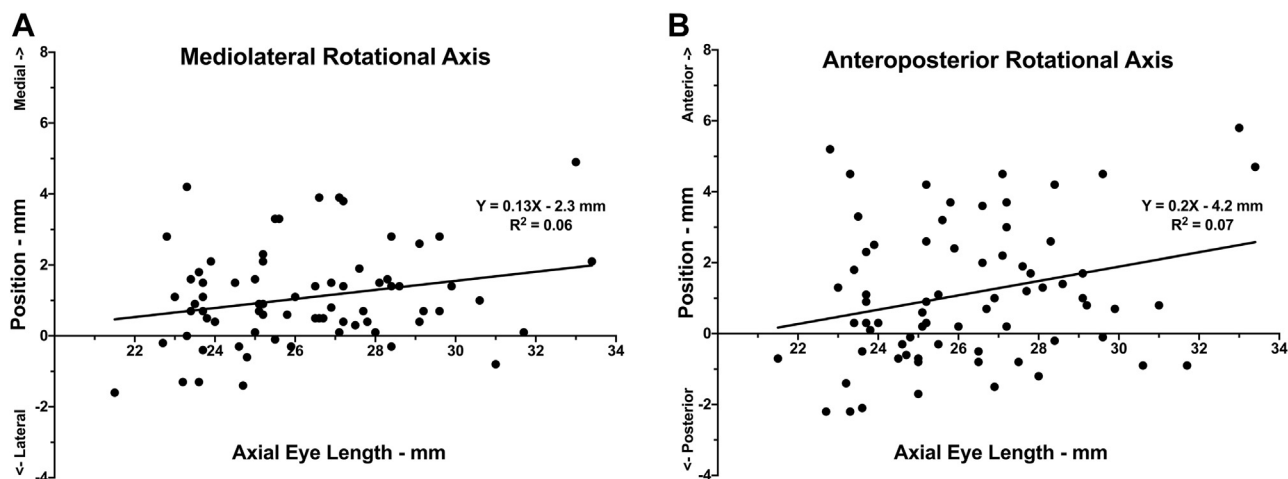 A
Mediolateral Rotational Axis
Medial ->
8
6
4
2
0
-2
-4
Position - mm
<- Lateral
22 24 26 28 30 32 34
Y = 0.13X - 2.3 mm
R² = 0.06
Axial Eye Length - mm
B
Anteroposterior Rotational Axis
Anterior ->
8
6
4
2
0
-2
-4
Position - mm
<- Posterior
22 24 26 28 30 32 34
Y = 0.2X - 4.2 mm
R² = 0.07
Axial Eye Length - mm